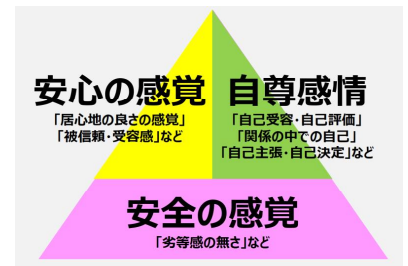 安心の感覚
「居心地の良さの感覚」
「被信頼・受容感」など
自尊感情
「自己受容・自己評価」
「関係の中での自己」
「自己主張・自己決定」など
安全の感覚
「劣等感の無さ」など